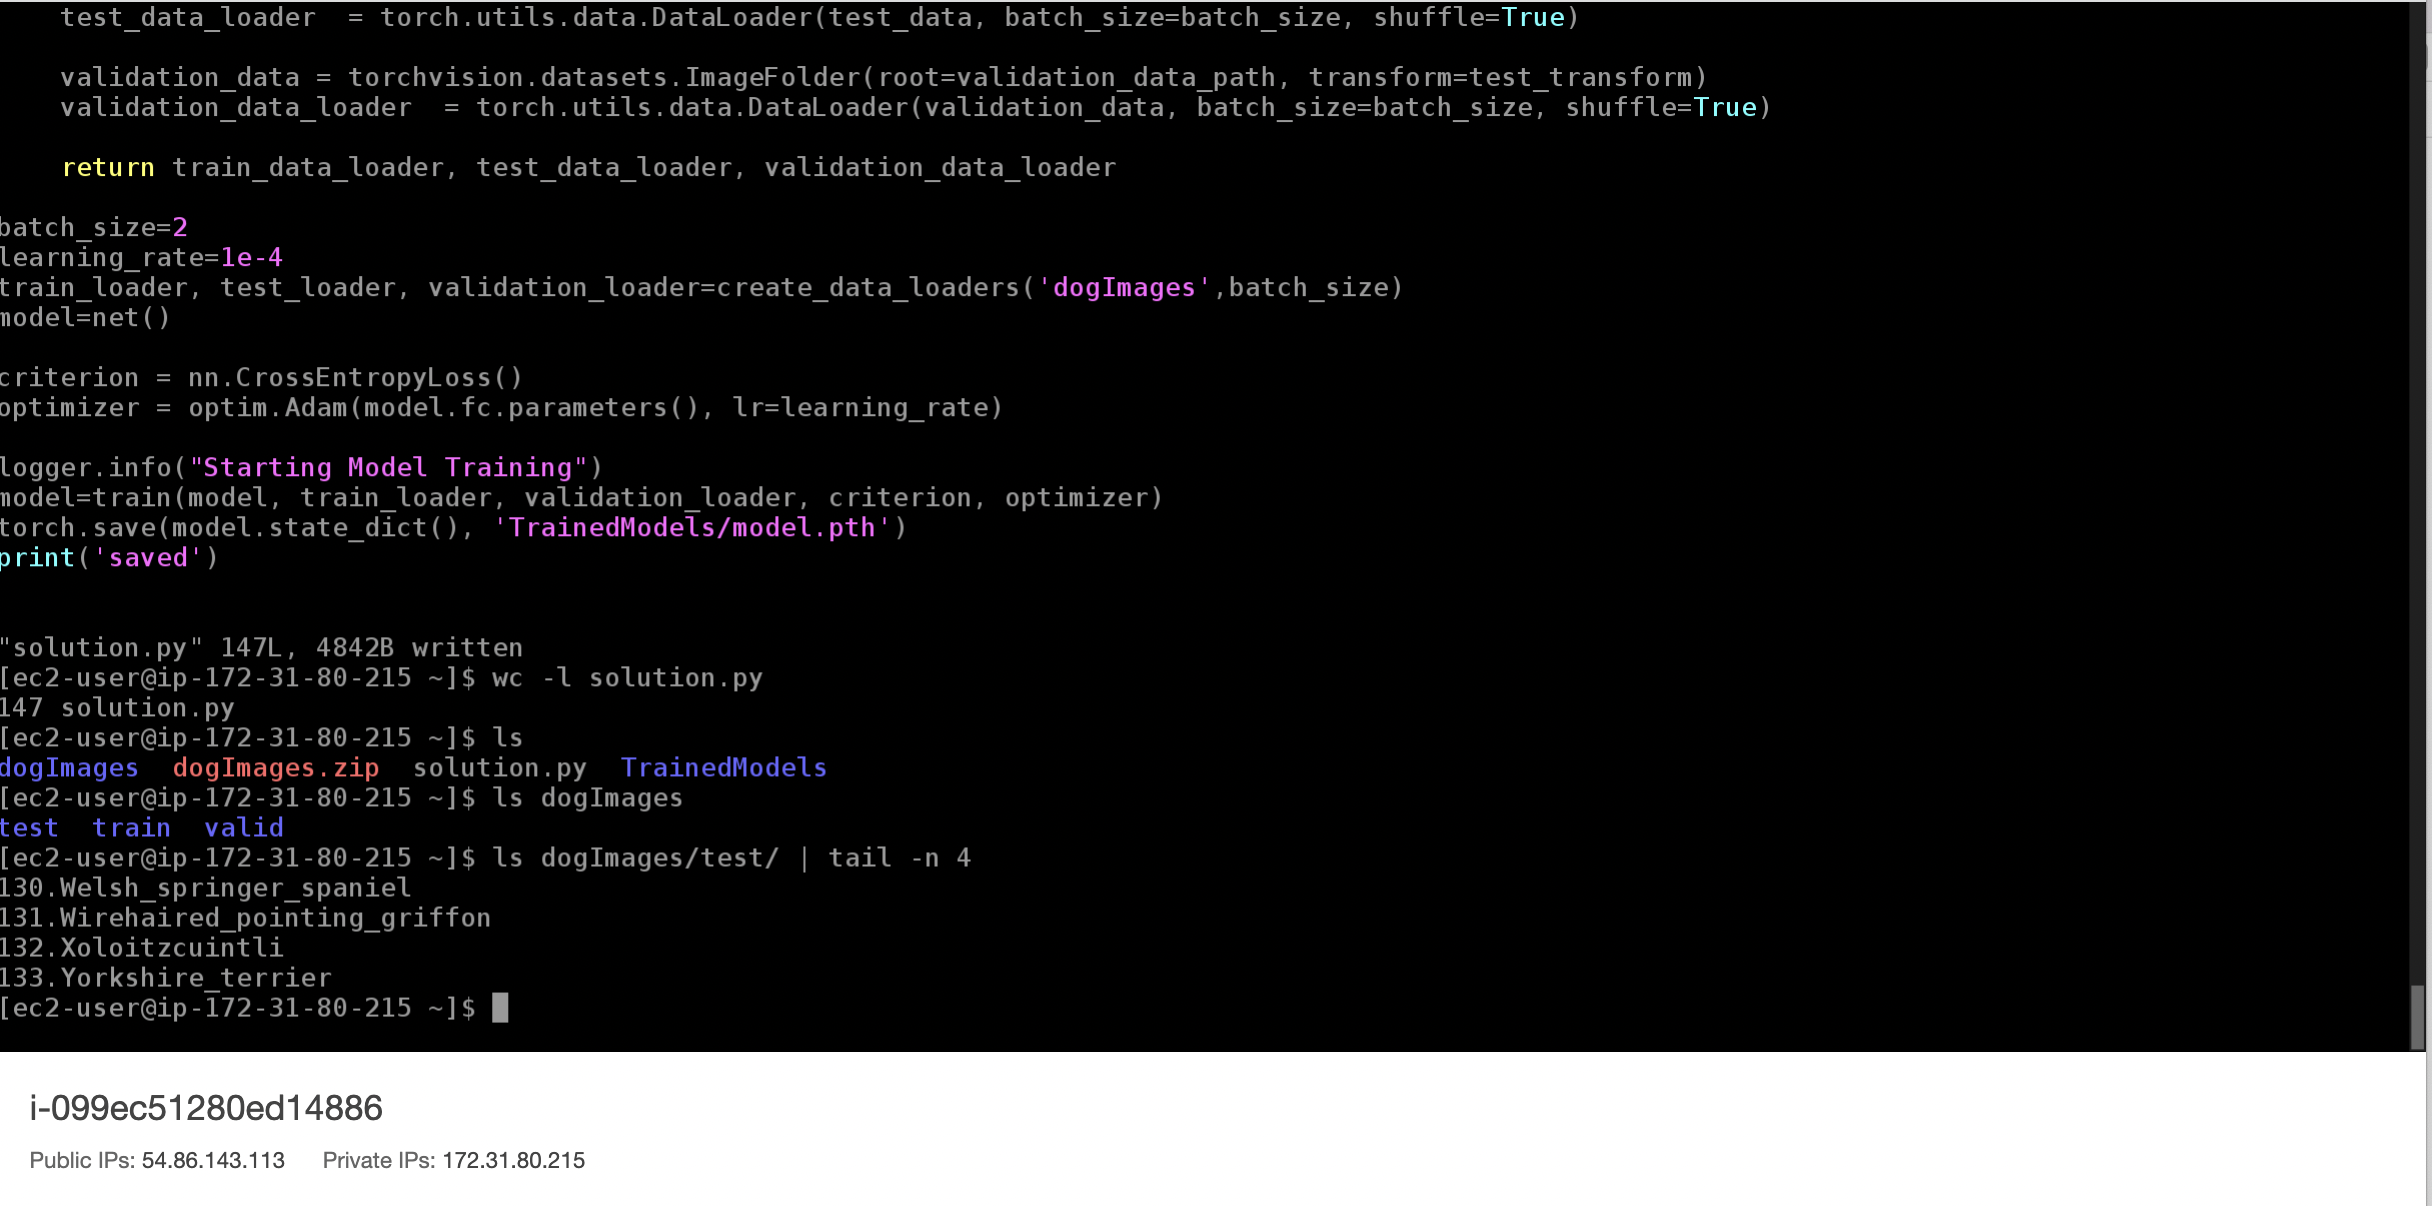 test_data_loader  = torch.utils.data.DataLoader(test_data, batch_size=batch_size, shuffle=True)
validation_data = torchvision.datasets.ImageFolder(root=validation_data_path, transform=test_transform)
validation_data_loader  = torch.utils.data.DataLoader(validation_data, batch_size=batch_size, shuffle=True)
return train_data_loader, test_data_loader, validation_data_loader
batch_size=2
learning_rate=1e-4
train_loader, test_loader, validation_loader=create_data_loaders('dogImages',batch_size)
model=net()
criterion = nn.CrossEntropyLoss()
optimizer = optim.Adam(model.fc.parameters(), lr=learning_rate)
logger.info("Starting Model Training")
model=train(model, train_loader, validation_loader, criterion, optimizer)
torch.save(model.state_dict(), 'TrainedModels/model.pth')
print('saved')
"solution.py" 147L, 4842B written
[ec2-user@ip-172-31-80-215 ~]$ wc -l solution.py
147 solution.py
[ec2-user@ip-172-31-80-215 ~]$ ls
dogImages  dogImages.zip  solution.py  TrainedModels
[ec2-user@ip-172-31-80-215 ~]$ ls dogImages
test  train  valid
[ec2-user@ip-172-31-80-215 ~]$ ls dogImages/test/ | tail -n 4
130.Welsh_springer_spaniel
131.Wirehaired_pointing_griffon
132.Xoloitzcuintli
133.Yorkshire_terrier
[ec2-user@ip-172-31-80-215 ~]$
i-099ec51280ed14886
Public IPs: 54.86.143.113    Private IPs: 172.31.80.215